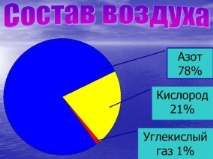 Состав воздуха
Азот
78%
Кислород
21%
Углекислый
газ 1%